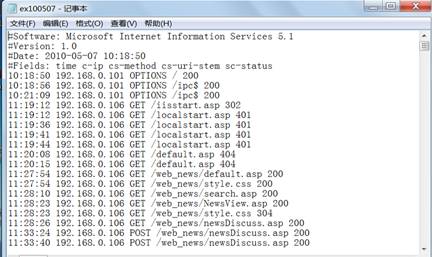 ex100507 - 记事本
文件(F) 编辑(E) 格式(O) 查看(V) 帮助(H)
#Software: Microsoft Internet Information Services 5.1
#Version: 1.0
#Date: 2010-05-07 10:18:50
#Fields: time c-ip cs-method cs-uri-stem sc-status
10:18:50 192.168.0.101 OPTIONS / 200
10:18:56 192.168.0.101 OPTIONS /ipc$ 200
10:21:09 192.168.0.101 OPTIONS /ipc$ 200
11:19:12 192.168.0.106 GET /iisstart.asp 302
11:19:12 192.168.0.106 GET /localstart.asp 401
11:19:36 192.168.0.106 GET /localstart.asp 401
11:19:41 192.168.0.106 GET /localstart.asp 401
11:19:44 192.168.0.106 GET /localstart.asp 401
11:20:08 192.168.0.106 GET /default.asp 404
11:20:15 192.168.0.106 GET /default.asp 404
11:27:54 192.168.0.106 GET /web_news/default.asp 200
11:27:54 192.168.0.106 GET /web_news/style.css 200
11:28:10 192.168.0.106 GET /web_news/search.asp 200
11:28:23 192.168.0.106 GET /web_news/NewsView.asp 200
11:28:23 192.168.0.106 GET /web_news/style.css 304
11:28:26 192.168.0.106 GET /web_news/newsDiscuss.asp 200
11:33:24 192.168.0.106 POST /web_news/newsDiscuss.asp 200
11:33:40 192.168.0.106 POST /web_news/newsDiscuss.asp 200